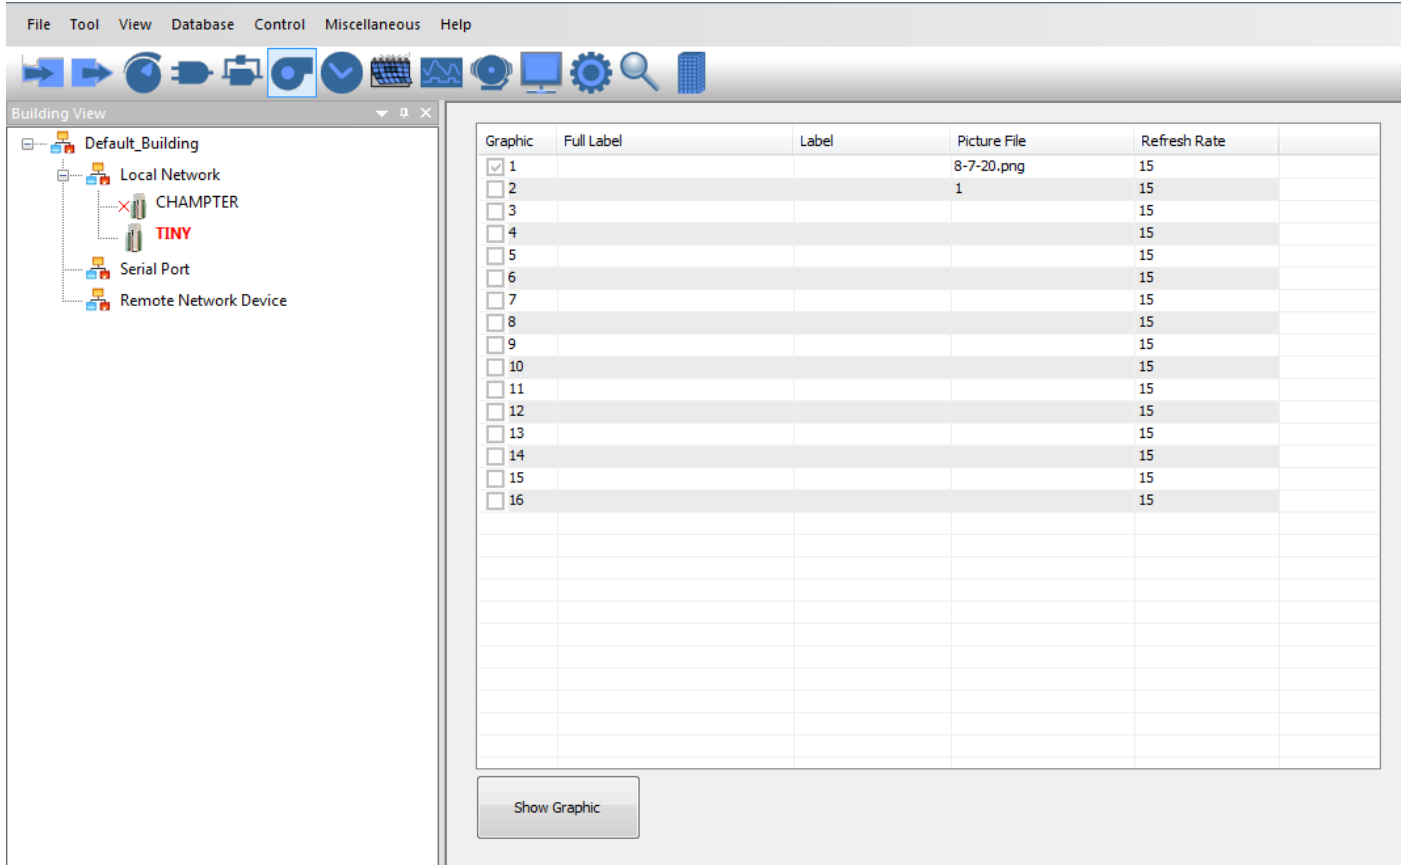 File Tool View Database Control Miscellaneous Help
Building View
Default_Building
Local Network
CHAMPTER
TINY
Serial Port
Remote Network Device
Graphic Full Label Label Picture File Refresh Rate
1 8-7-20.png 15
2 1 15
3 15
4 15
5 15
6 15
7 15
8 15
9 15
10 15
11 15
12 15
13 15
14 15
15 15
16 15
Show Graphic